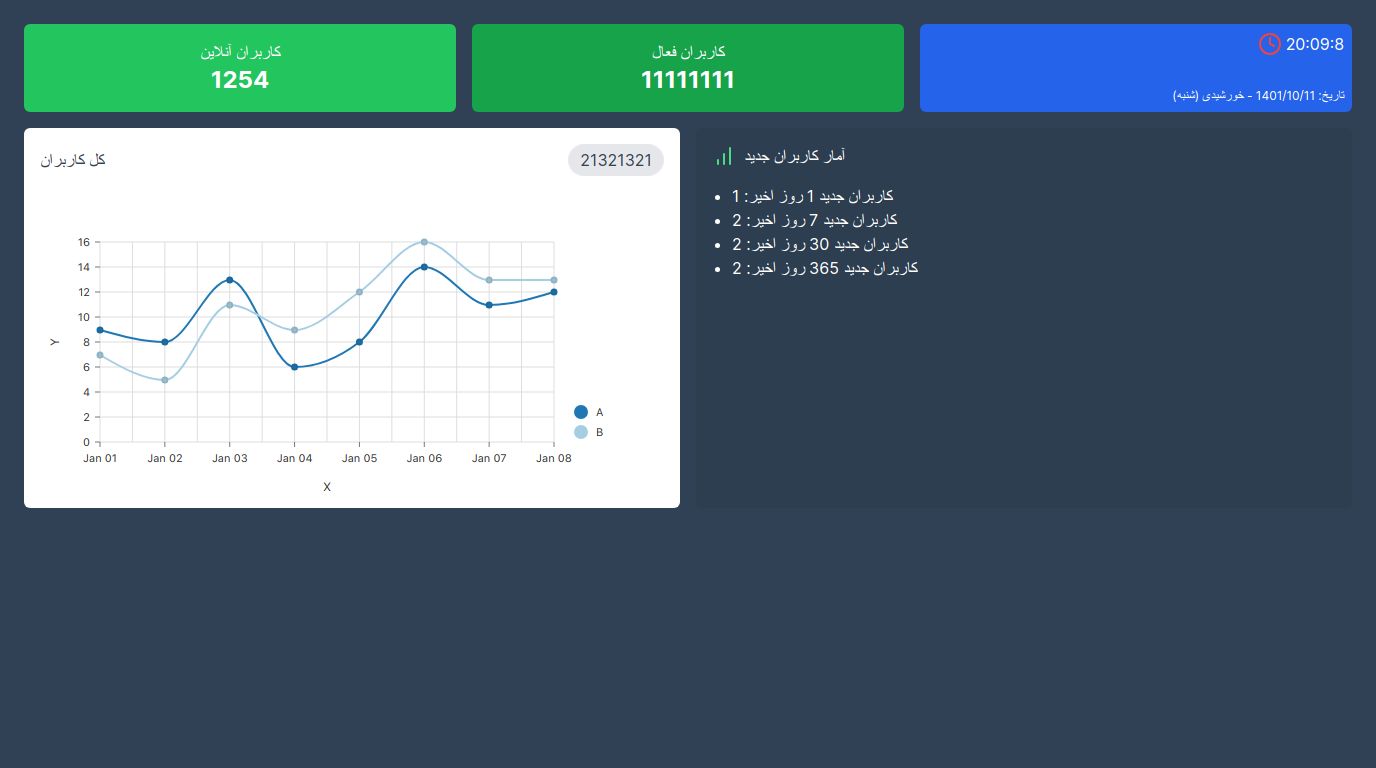 کاربران آنلاین
1254
کاربران فعال
11111111
20:09:8
تاریخ: 1401/10/11 - خورشیدی (شنبه)
کل کاربران
21321321
16
14
12
10
8
6
4
2
0
Y
Jan 01 Jan 02 Jan 03 Jan 04 Jan 05 Jan 06 Jan 07 Jan 08
X
A
B
آمار کاربران جدید
کاربران جدید 1 روز اخیر: 1
کاربران جدید 7 روز اخیر: 2
کاربران جدید 30 روز اخیر: 2
کاربران جدید 365 روز اخیر: 2